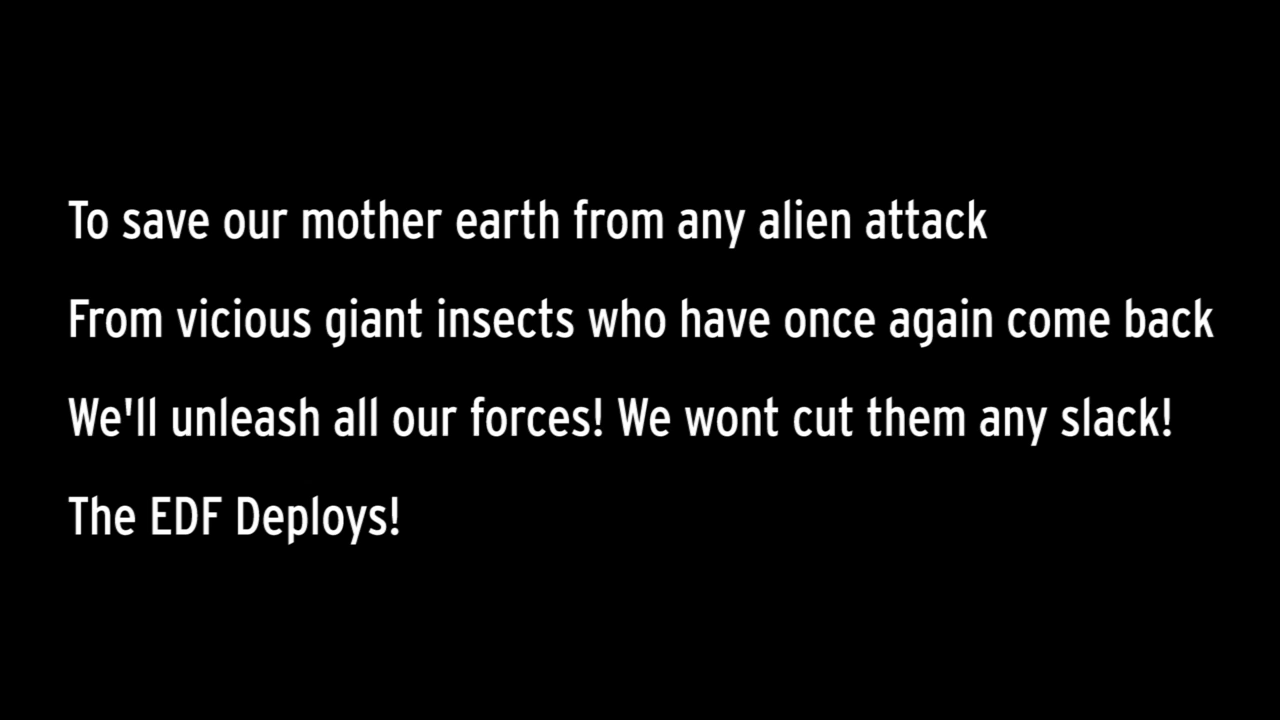 To save our mother earth from any alien attack
From vicious giant insects who have once again come back
We'll unleash all our forces! We wont cut them any slack!
The EDF Deploys!